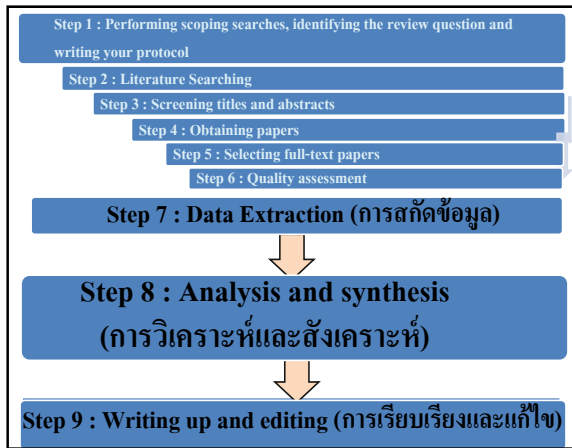 Step 1 : Performing scoping searches, identifying the review question and
writing your protocol
Step 2 : Literature Searching
Step 3 : Screening titles and abstracts
Step 4 : Obtaining papers
Step 5 : Selecting full-text papers
Step 6 : Quality assessment
Step 7 : Data Extraction (การสกัดข้อมูล)
Step 8 : Analysis and synthesis
(การวิเคราะห์และสังเคราะห์)
Step 9 : Writing up and editing (การเรียบเรียงและแก้ไข)